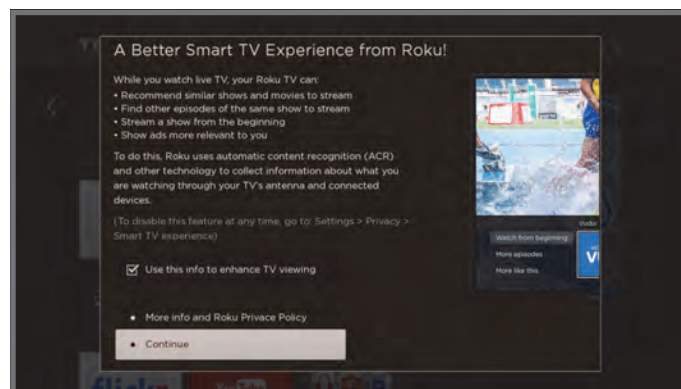 A Better Smart TV Experience from Roku!
While you watch live TV, your Roku TV can:
• Recommend similar shows and movies to stream
• Find other episodes of the same show to stream
• Stream a show from the beginning
• Show ads more relevant to you
To do this, Roku uses automatic content recognition (ACR)
and other technology to collect information about what you
are watching through your TV's antenna and connected
devices.
(To disable this feature at any time, go to: Settings > Privacy >
Smart TV experience)
Use this info to enhance TV viewing
• More info and Roku Privace Policy
• Continue
Vudu
Watch from beginning
More episodes
More like this
YouTube